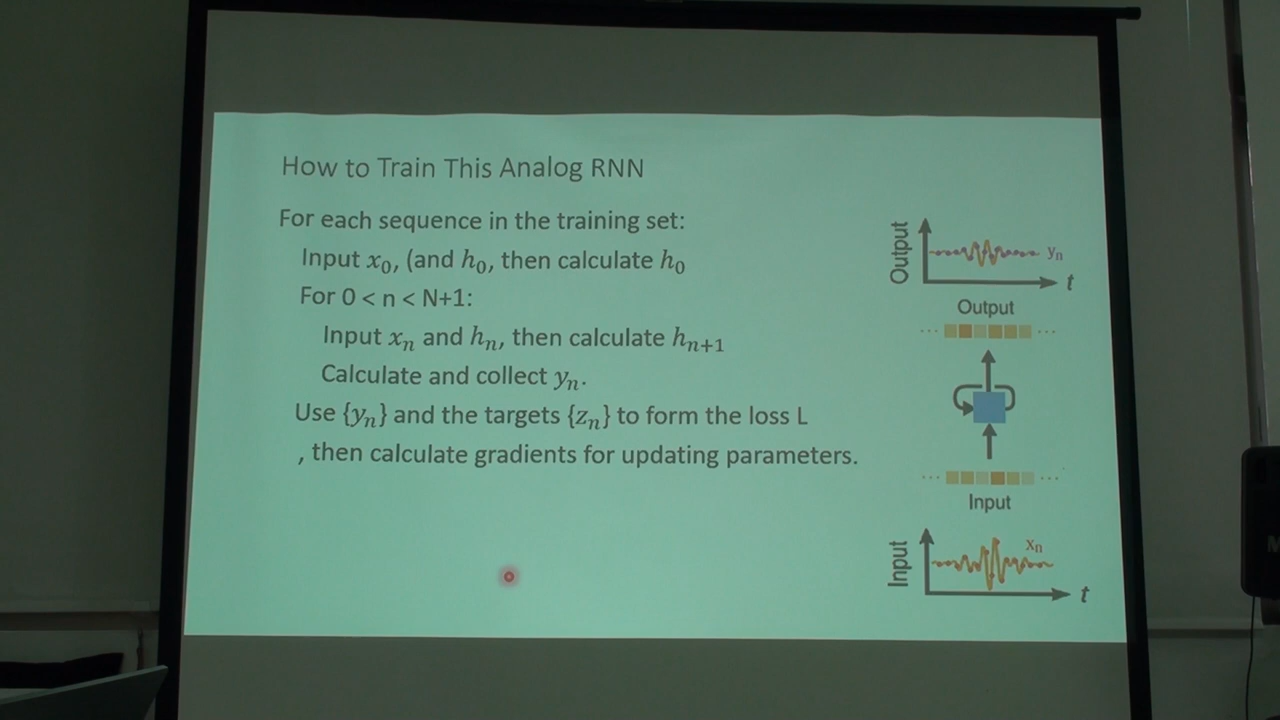 How to Train This Analog RNN
For each sequence in the training set:
Input x₀, (and h₀, then calculate h₀
For 0 < n < N+1:
Input xₙ and hₙ, then calculate hₙ₊₁
Calculate and collect yₙ.
Use {yₙ} and the targets {zₙ} to form the loss L
, then calculate gradients for updating parameters.
Output
yₙ
t
Output
... ...
... ...
Input
Input
xₙ
t